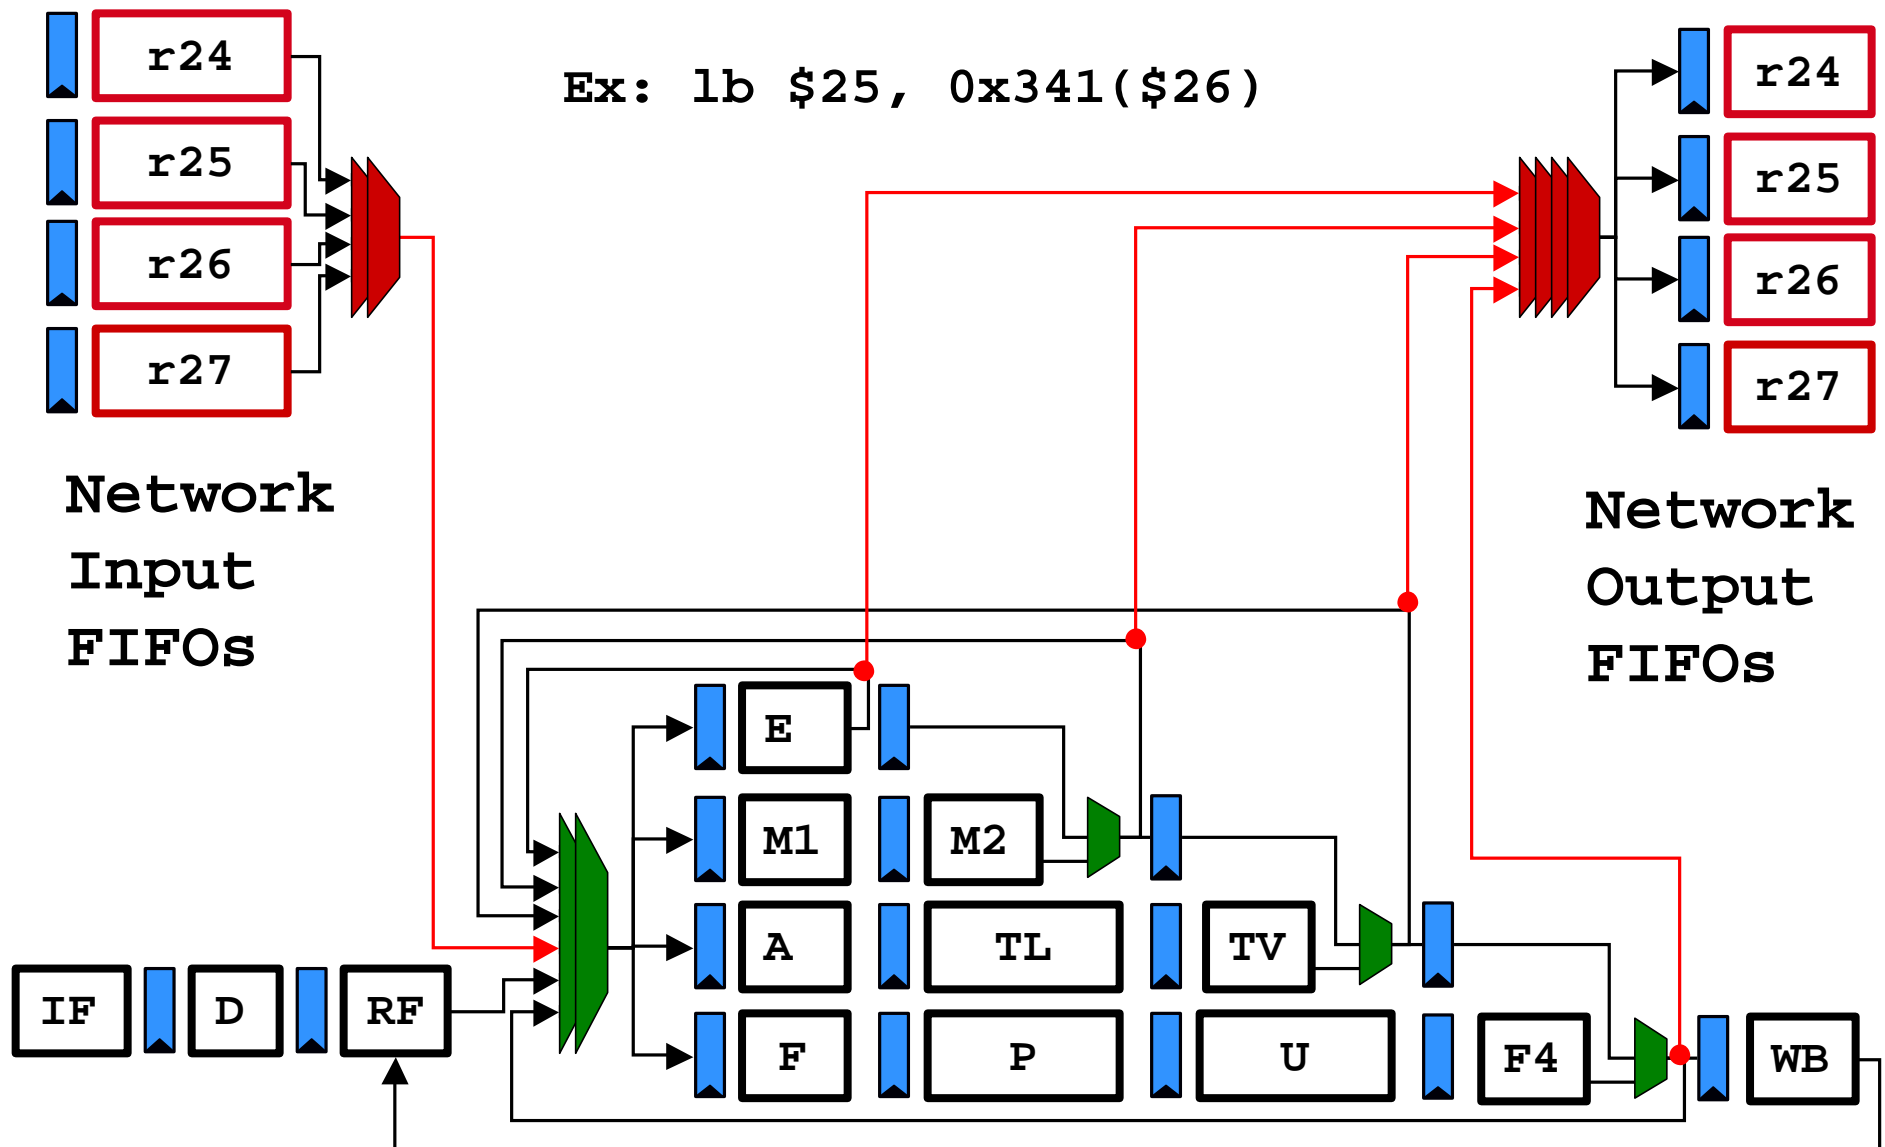 r24
r25
r26
r27
Network
Input
FIFOs
Ex: lb $25, 0x341($26)
r24
r25
r26
r27
Network
Output
FIFOs
E
M1
M2
A
TL
TV
IF
D
RF
F
P
U
F4
WB